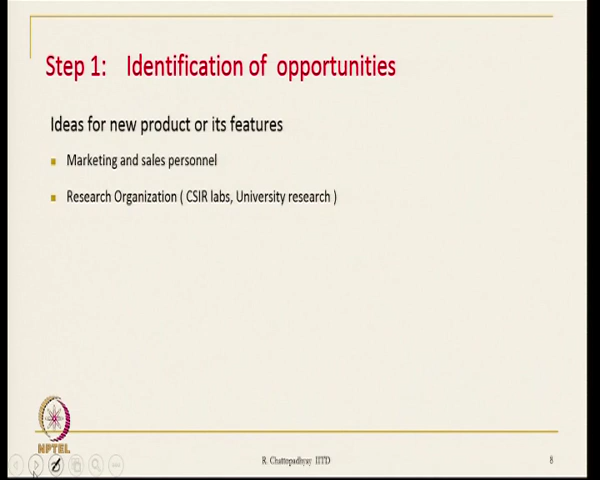 Step 1: Identification of opportunities
Ideas for new product or its features
Marketing and sales personnel
Research Organization ( CSIR labs, University research )
NPTEL
R. Chattopadhyay IITD
8